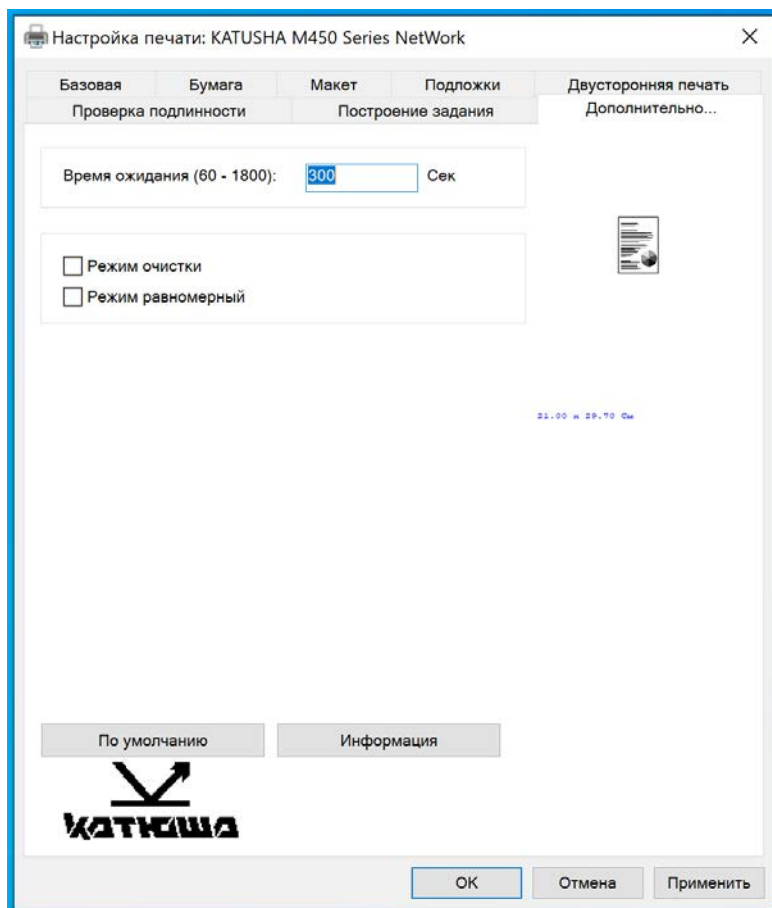 Настройка печати: KATUSHA M450 Series NetWork
Базовая Бумага Макет Подложки Двусторонняя печать
Проверка подлинности Построение задания Дополнительно...
Время ожидания (60 - 1800): 300 Сек
Режим очистки
Режим равномерный
21.00 x 29.70 См
По умолчанию Информация
катюша
OK Отмена Применить